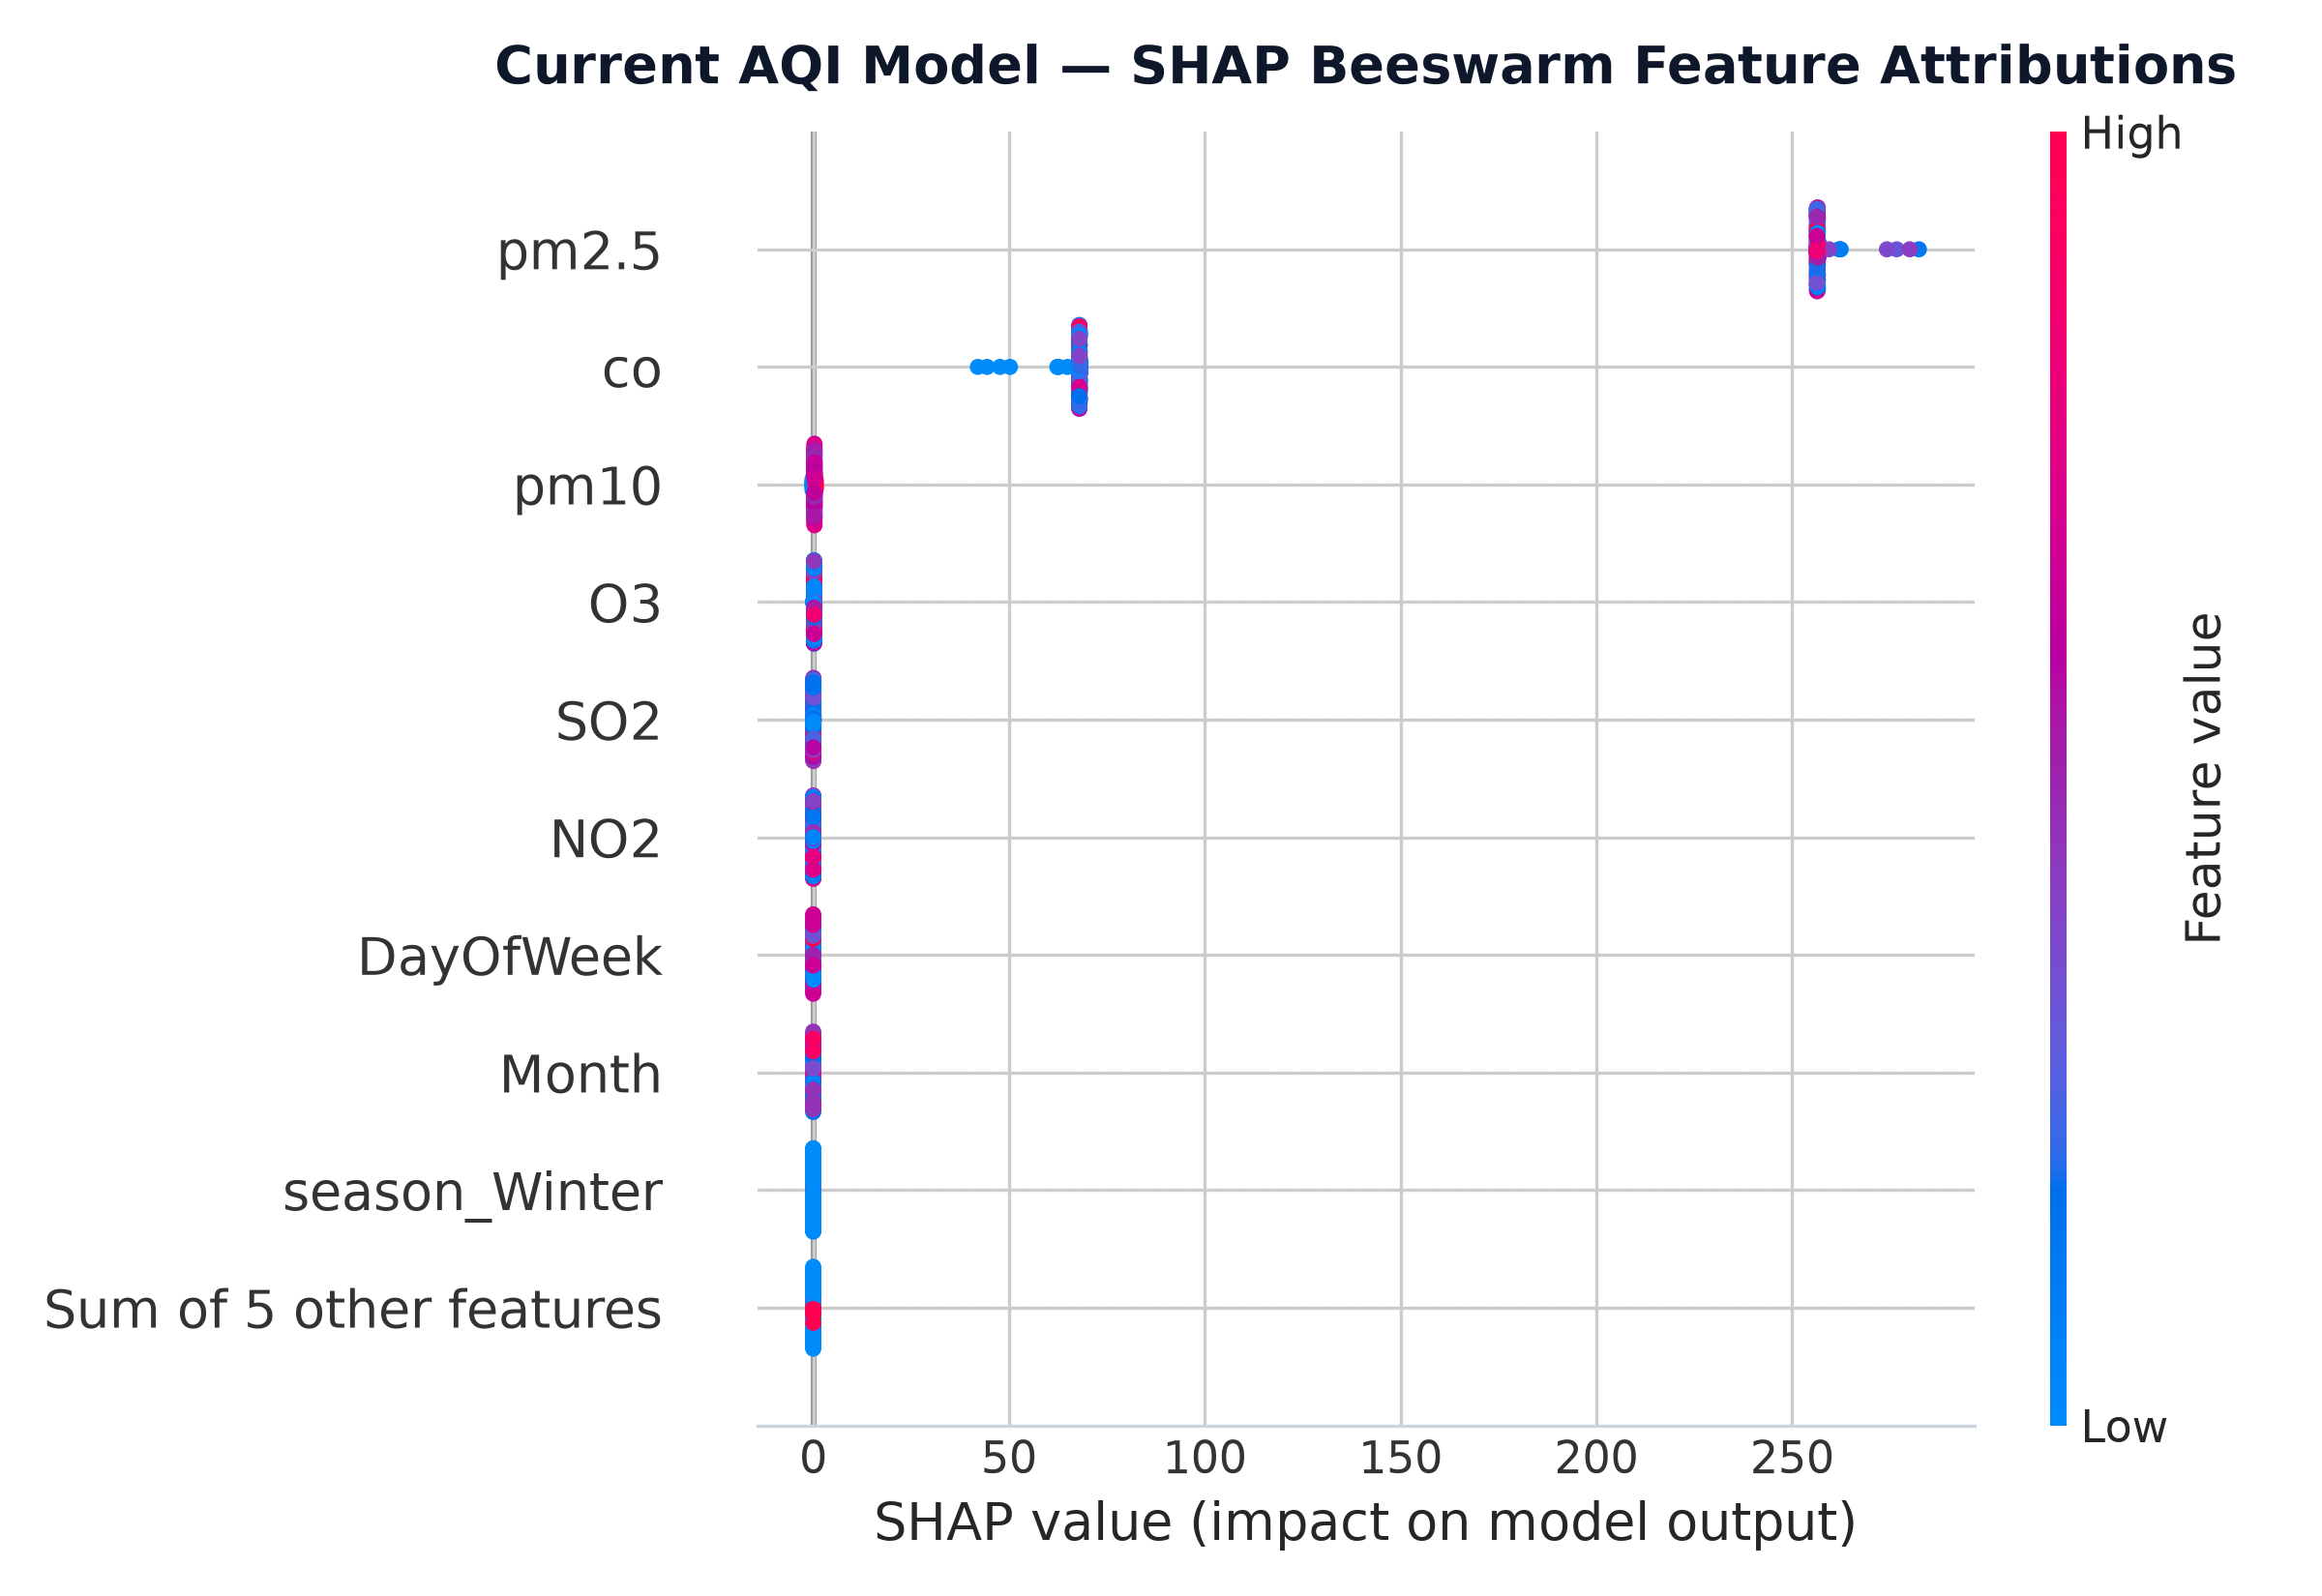 Current AQI Model — SHAP Beeswarm Feature Attributions
High
pm2.5
co
pm10
O3
SO2
NO2
DayOfWeek
Month
season_Winter
Sum of 5 other features
Feature value
Low
0 50 100 150 200 250
SHAP value (impact on model output)